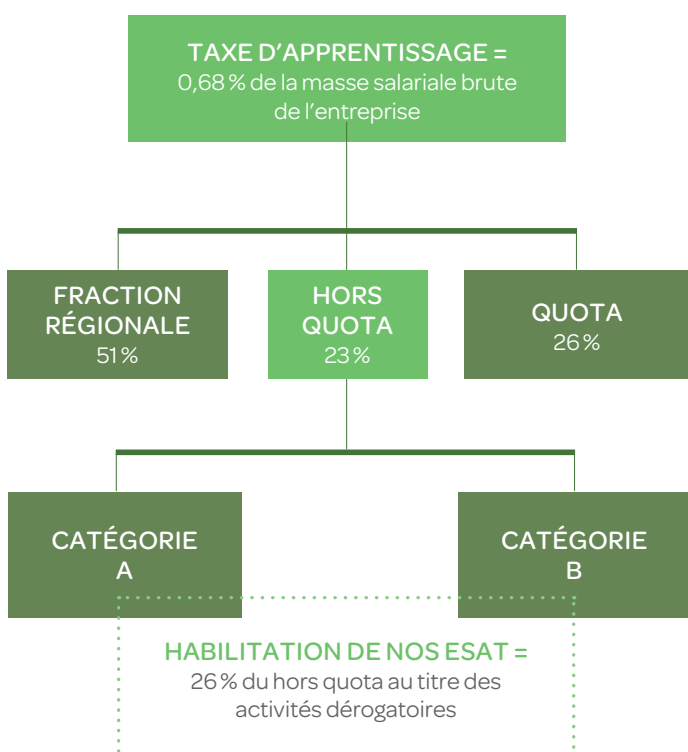 TAXE D'APPRENTISSAGE =
0,68 % de la masse salariale brute
de l'entreprise
FRACTION
RÉGIONALE
51 %
HORS
QUOTA
23 %
QUOTA
26 %
CATÉGORIE
A
CATÉGORIE
B
HABILITATION DE NOS ESAT =
26 % du hors quota au titre des
activités dérogatoires